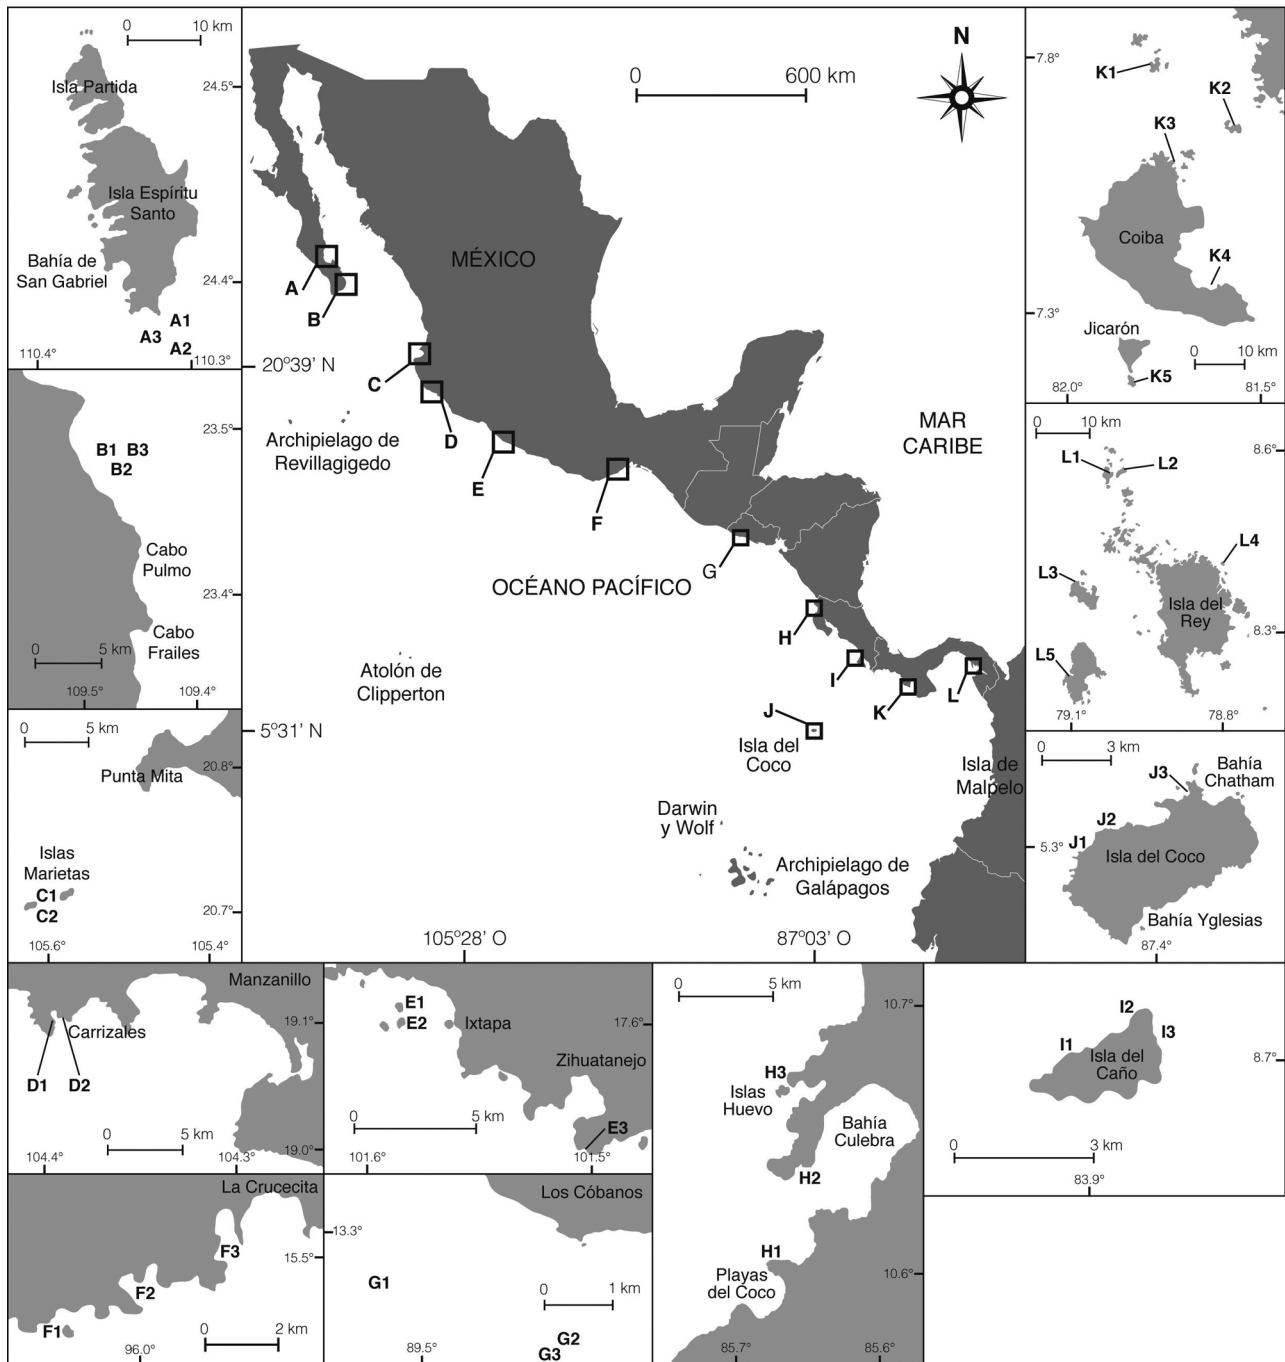 0 10 km
Isla Partida
24.5°
Isla Espíritu
Santo
Bahía de
San Gabriel
24.4°
A1
A3
A2
110.4°
110.3°
23.5°
B1 B3
B2
Cabo
Pulmo
23.4°
Cabo
Frailes
0 5 km
109.5°
109.4°
0 5 km
Punta Mita
20.8°
Islas
Marietas
C1
C2
20.7°
105.6°
105.4°
0 600 km
N
MÉXICO
A
B
20º39’ N
C
D
Archipielago de
Revillagigedo
E
F
MAR
CARIBE
G
OCÉANO PACÍFICO
H
Atolón de
Clipperton
I
K
L
J
5º31’ N
Isla del
Coco
Isla de
Malpelo
Darwin
y Wolf
Archipielago de
Galápagos
105º28’ O
87º03’ O
7.8°
K1
K2
K3
Coiba
K4
7.3°
Jicarón
0 10 km
K5
82.0°
81.5°
0 10 km
8.6°
L1
L2
L4
L3
Isla del
Rey
8.3°
L5
79.1°
78.8°
0 3 km
Bahía
Chatham
J3
J2
5.3°
J1
Isla del Coco
Bahía Yglesias
87.4°
Manzanillo
19.1°
Carrizales
D1 D2
0 5 km
19.0°
104.4°
104.3°
E1
E2
Ixtapa
17.6°
Zihuatanejo
0 5 km
E3
101.6°
101.5°
0 5 km
10.7°
H3
Islas
Huevo
Bahía
Culebra
H2
H1
Playas
del Coco
10.6°
85.7°
85.6°
I2
I1
I3
Isla del
Caño
8.7°
0 3 km
83.9°
La Crucecita
F3
15.5°
F2
F1
0 2 km
96.0°
Los Cóbanos
13.3°
G1
0 1 km
G2
G3
89.5°